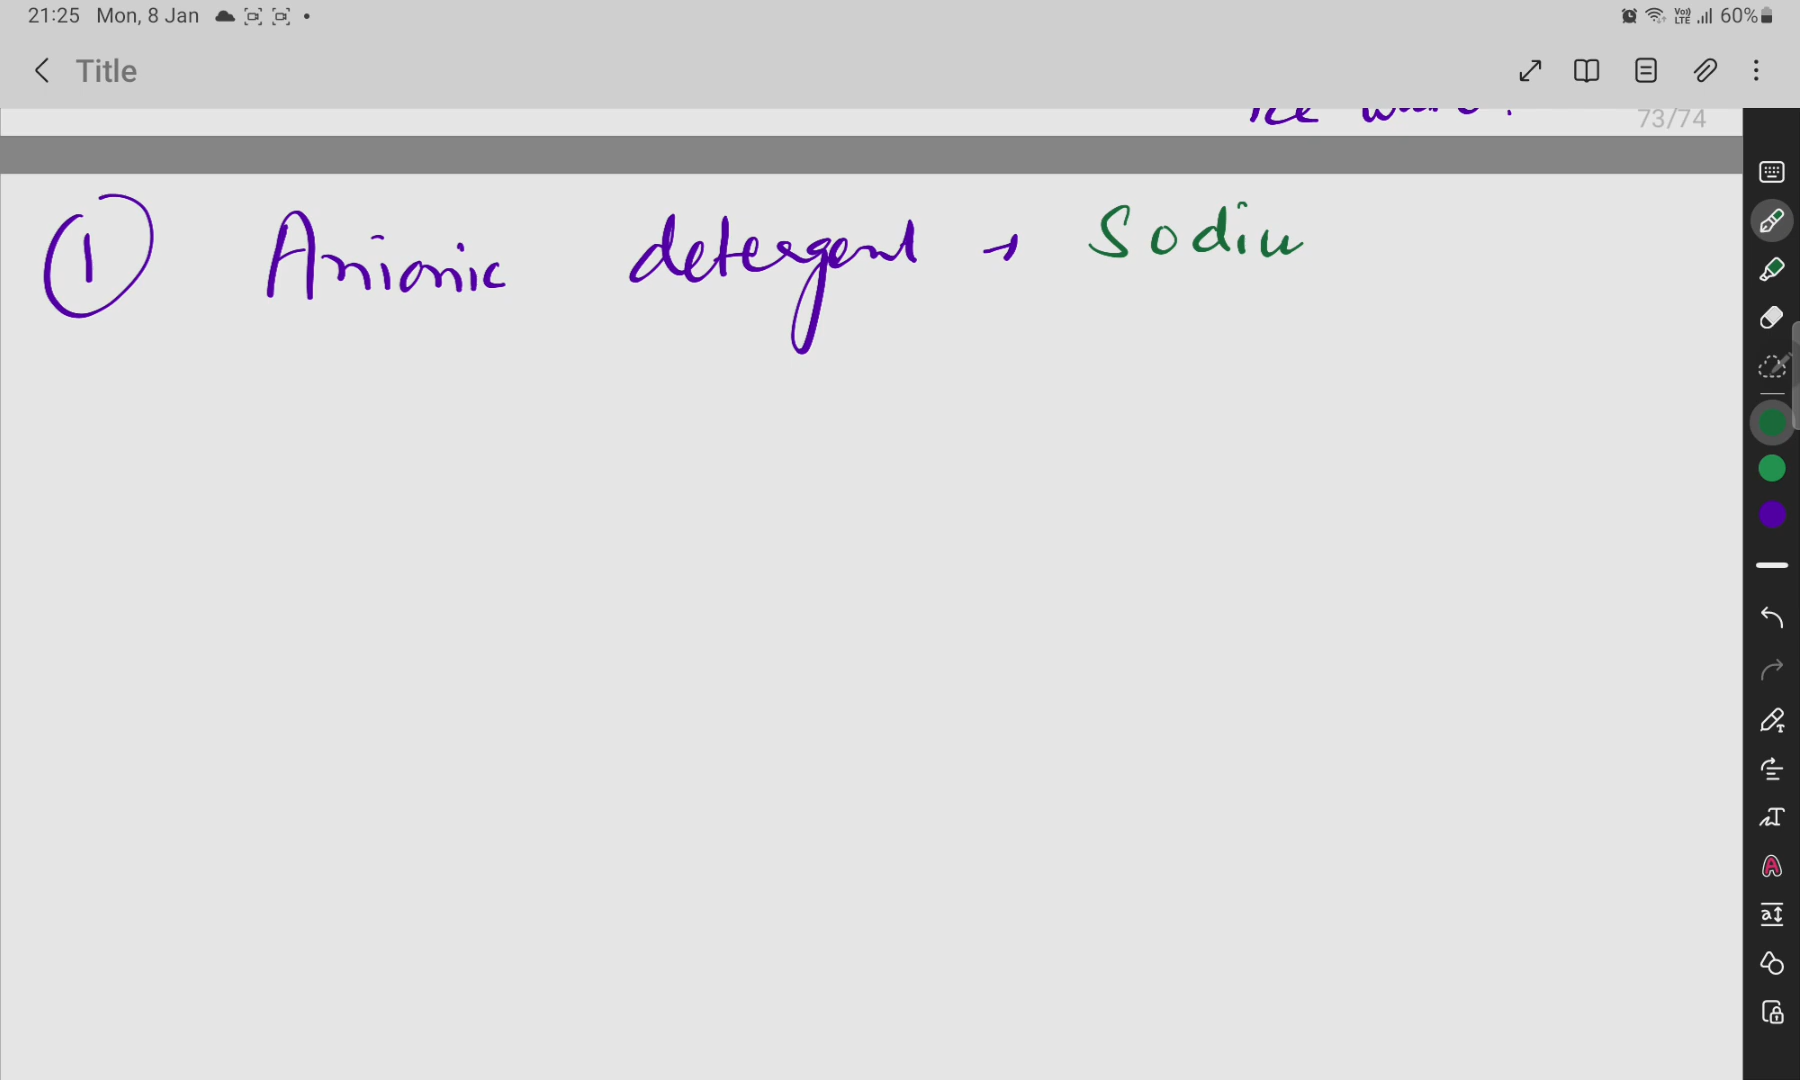 21:25 Mon, 8 Jan 60%
Title
73/74
① Anionic detergent → Sodiu